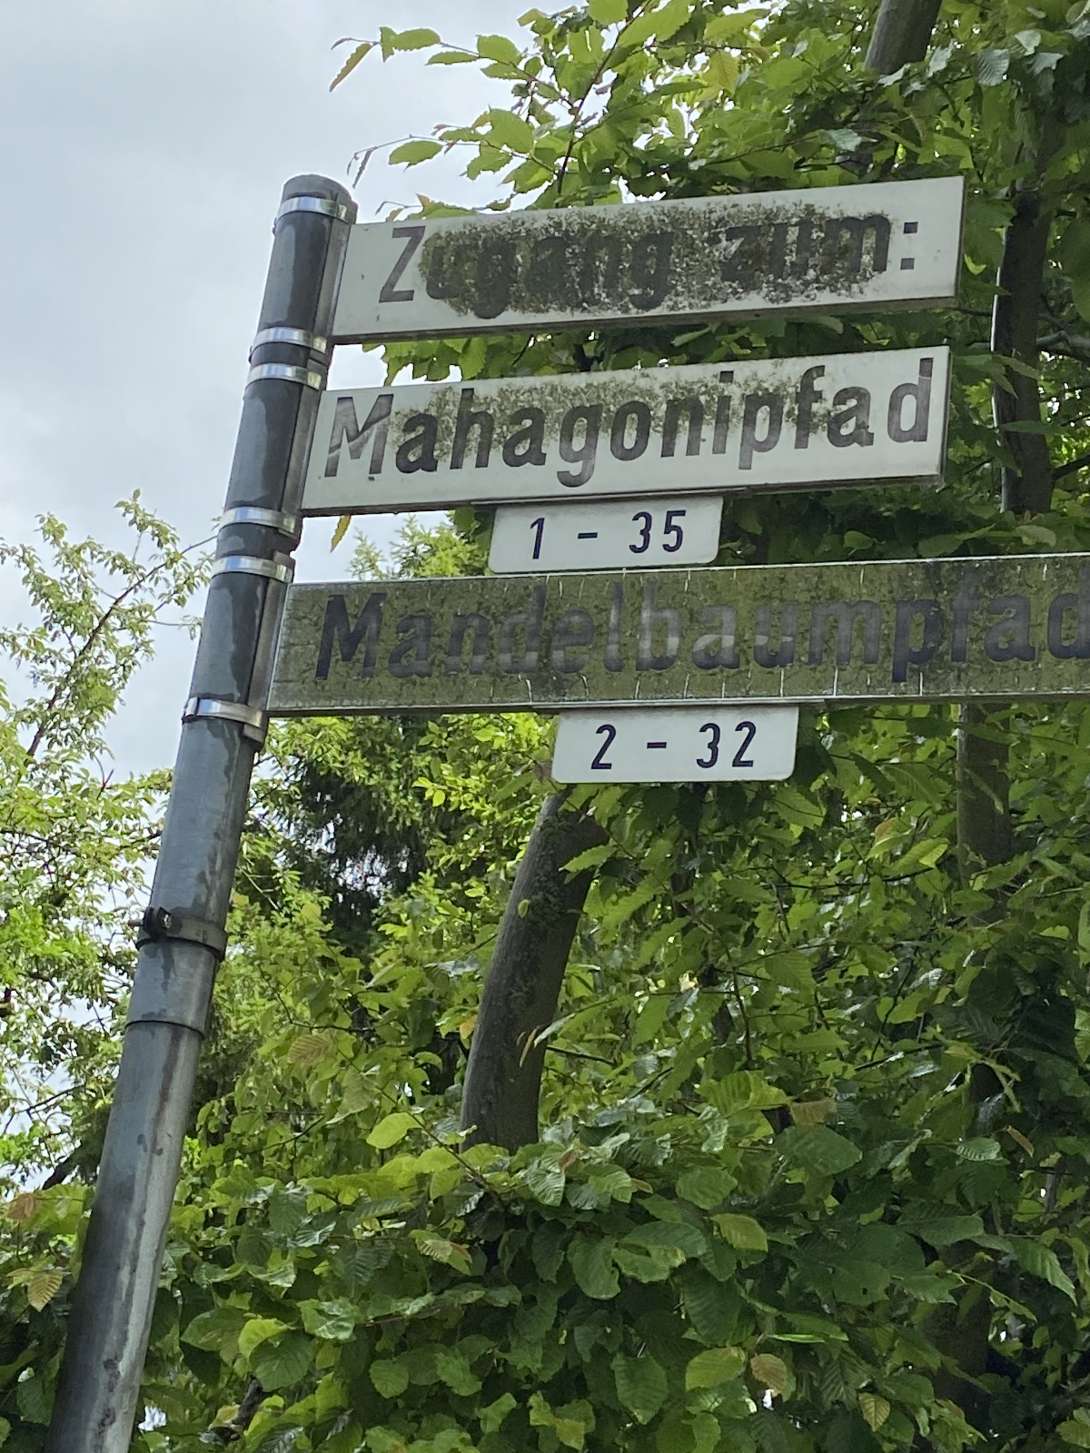 Zugang zum:
Mahagonipfad
1 - 35
Mandelbaumpfad
2 - 32